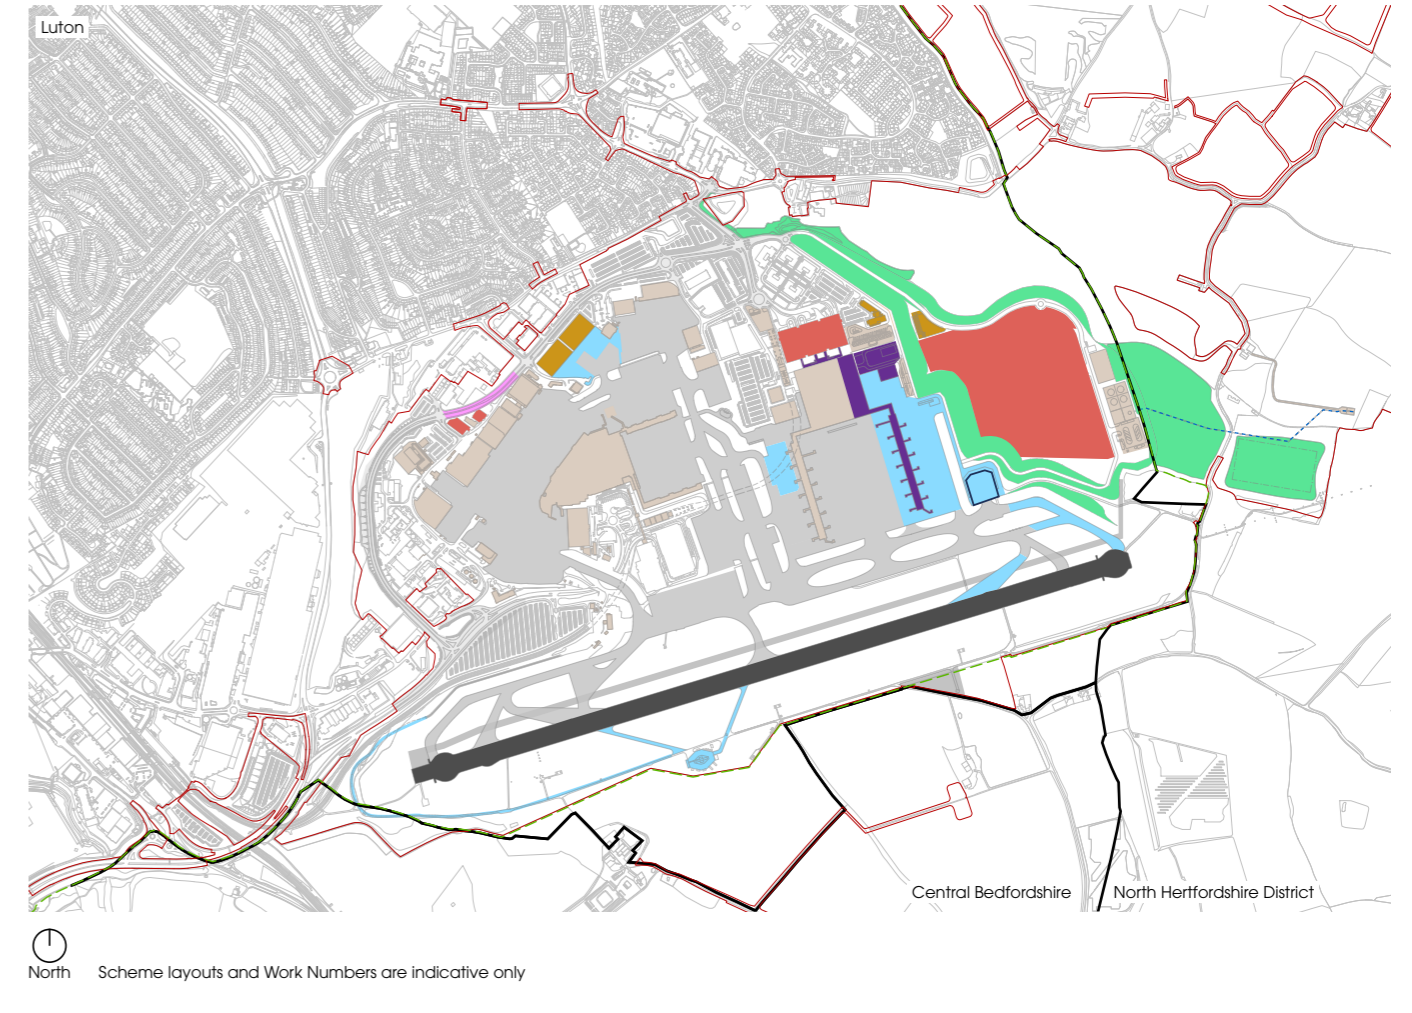 Luton
Central Bedfordshire
North Hertfordshire District
North
Scheme layouts and Work Numbers are indicative only